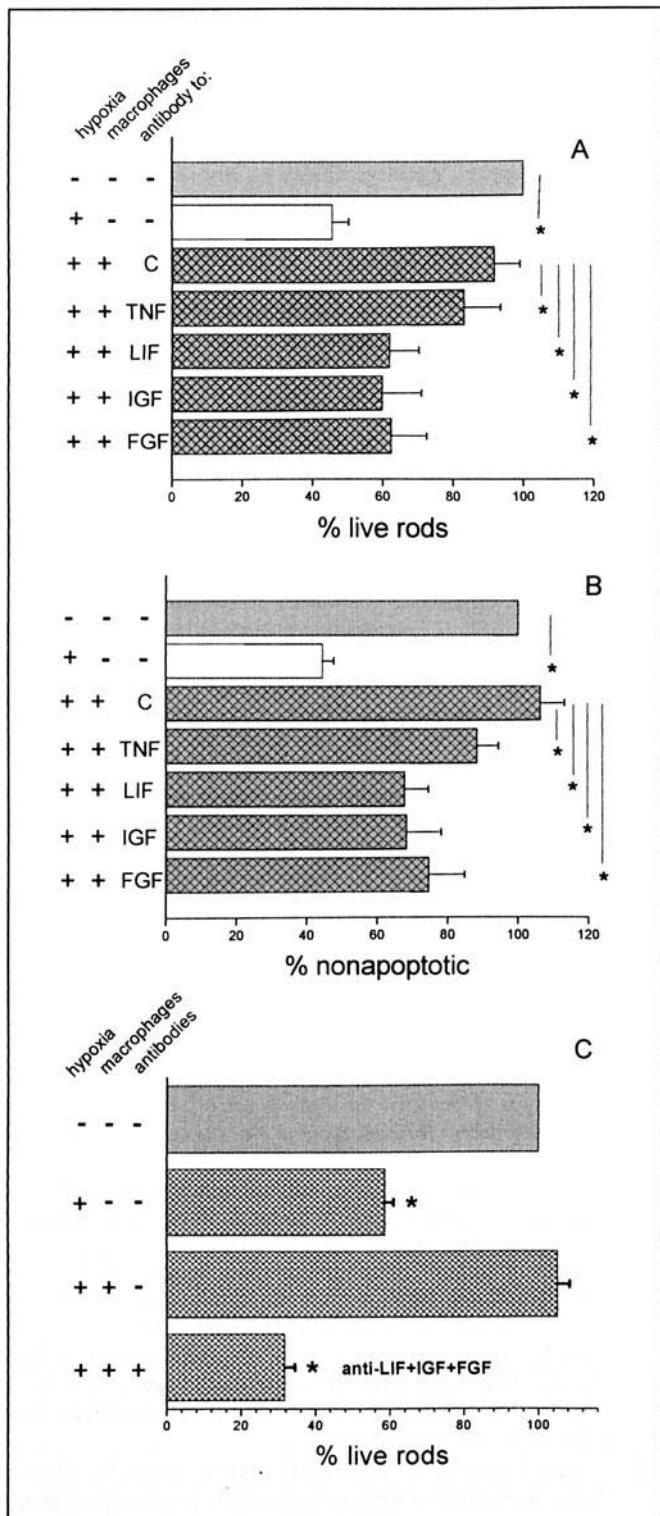 hypoxia
macrophages
antibody to:
A
- - -
+ - -
+ + C
+ + TNF
+ + LIF
+ + IGF
+ + FGF
*
*
*
*
*
0 20 40 60 80 100 120
% live rods
B
- - -
+ - -
+ + C
+ + TNF
+ + LIF
+ + IGF
+ + FGF
*
*
*
*
*
0 20 40 60 80 100 120
% nonapoptotic
hypoxia
macrophages
antibodies
C
- - -
+ - - *
+ + -
+ + + * anti-LIF+IGF+FGF
0 20 40 60 80 100
% live rods